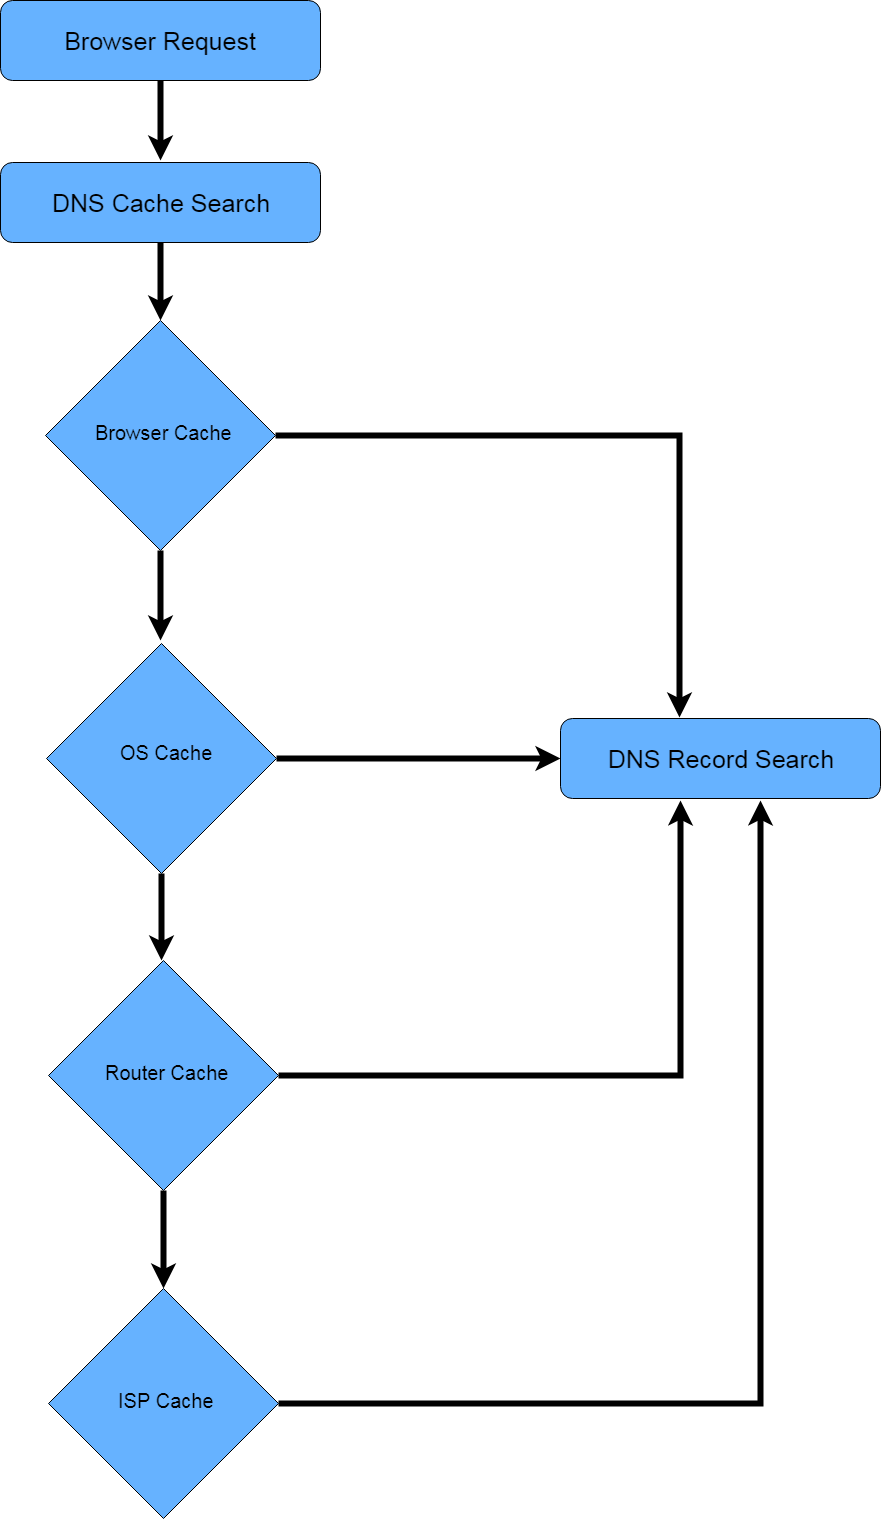 Browser Request
DNS Cache Search
Browser Cache
OS Cache
DNS Record Search
Router Cache
ISP Cache